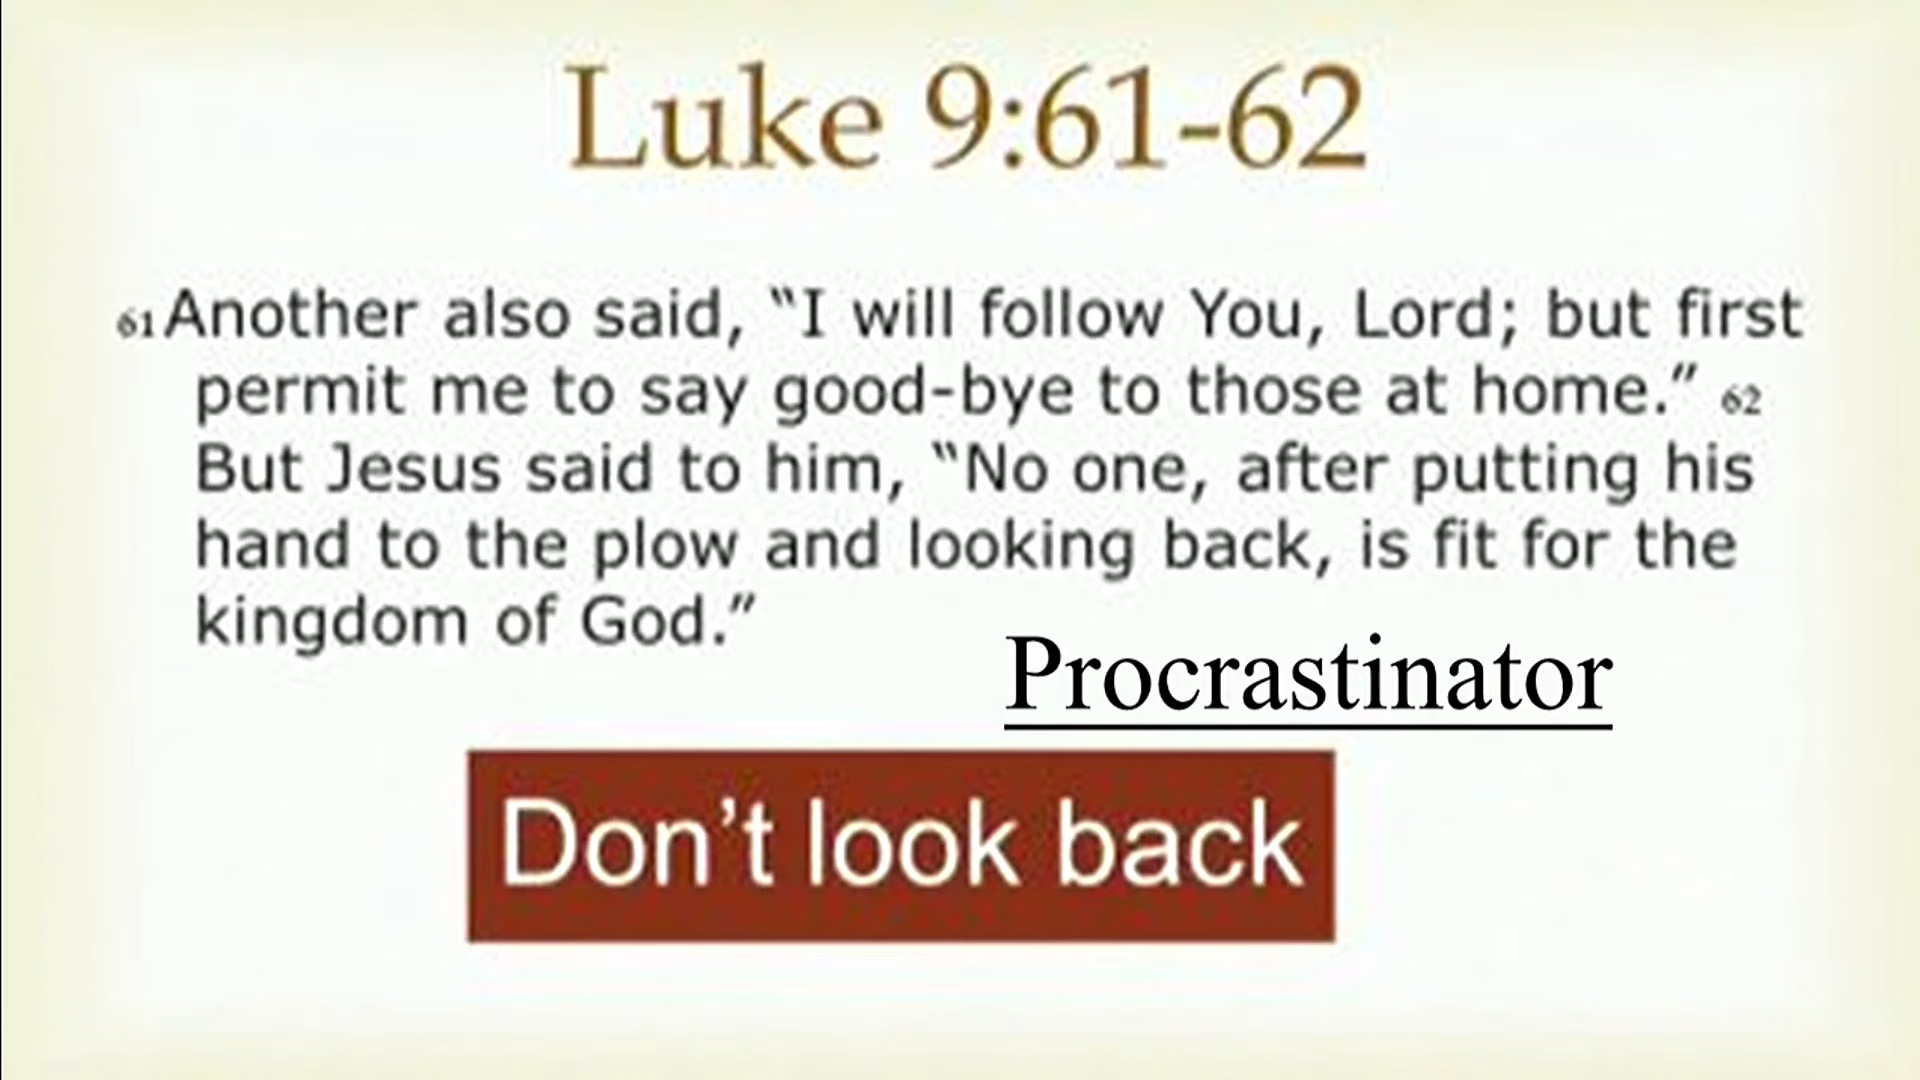 Luke 9:61-62
61 Another also said, “I will follow You, Lord; but first
permit me to say good-bye to those at home.” 62
But Jesus said to him, “No one, after putting his
hand to the plow and looking back, is fit for the
kingdom of God.”
Procrastinator
Don’t look back